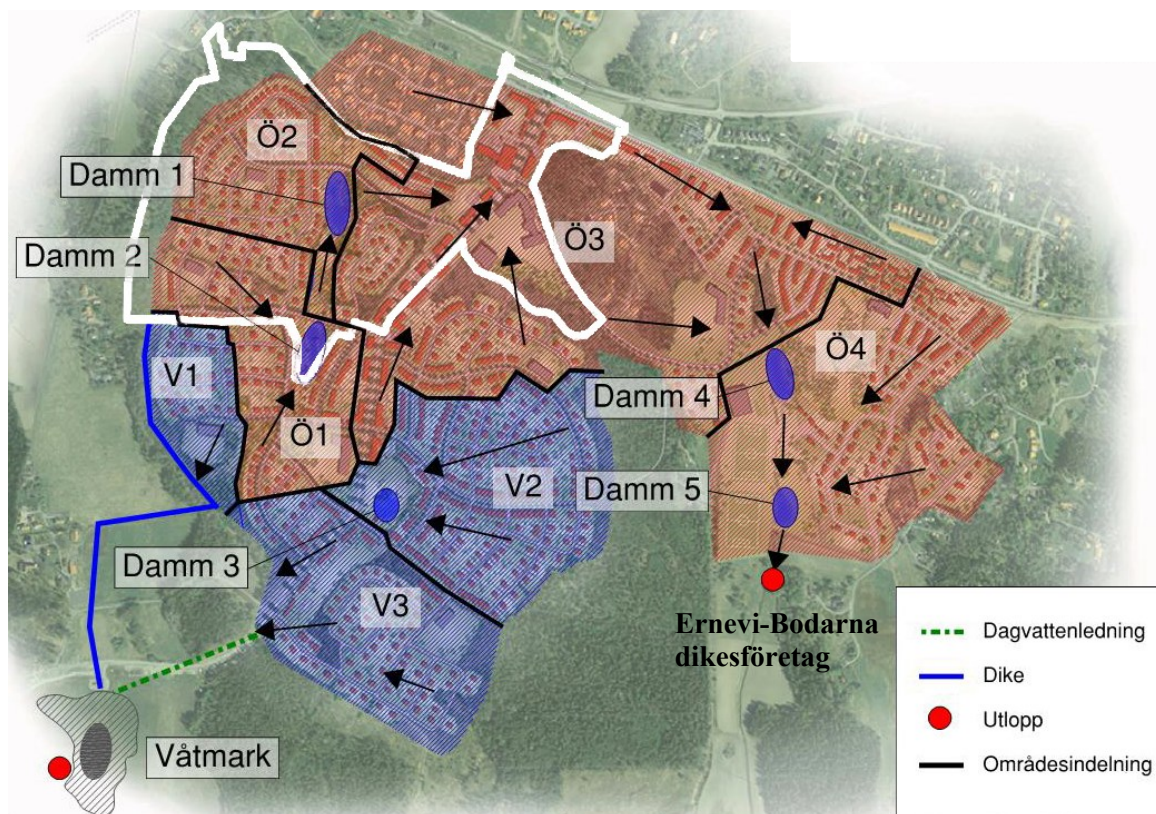 Ö2
Damm 1
Ö3
Damm 2
Ö4
V1
Damm 4
Ö1
V2
Damm 5
Damm 3
V3
Ernevi-Bodarna
dikesföretag
Våtmark
Dagvattenledning
Dike
Utlopp
Områdesindelning